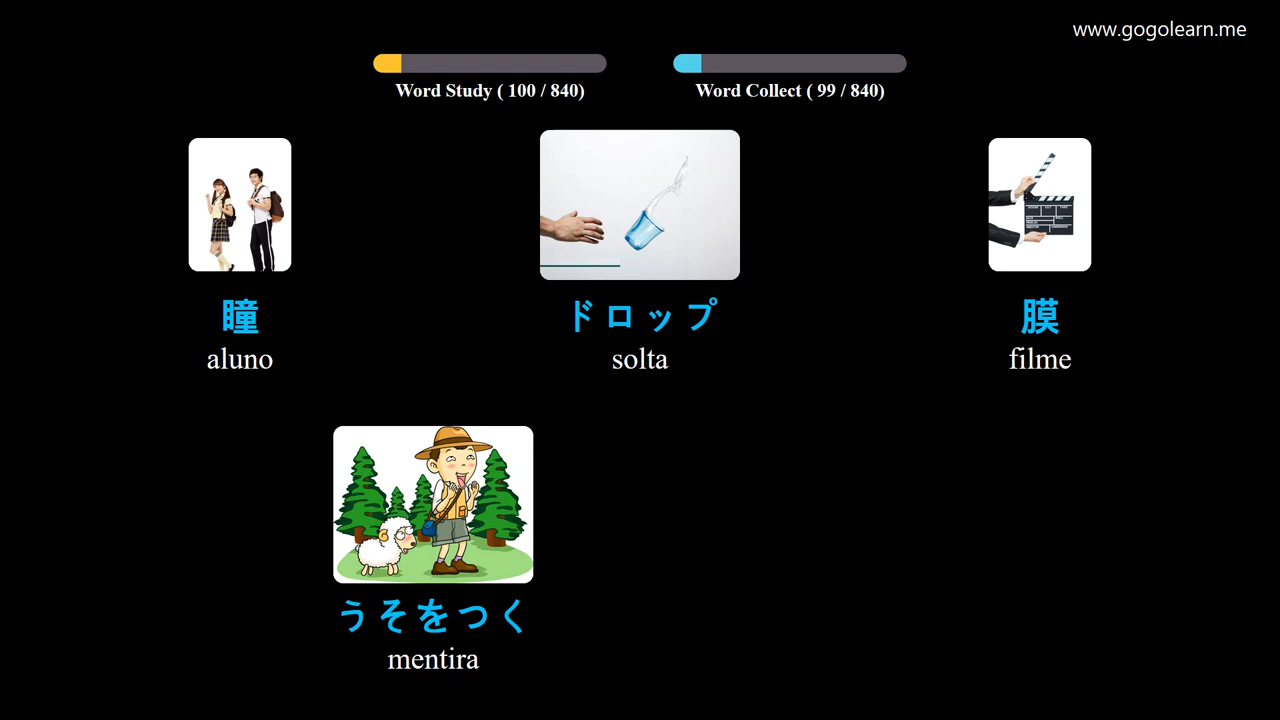 www.gogolearn.me
Word Study ( 100 / 840)
Word Collect ( 99 / 840)
瞳
aluno
ドロップ
solta
膜
filme
うそをつく
mentira